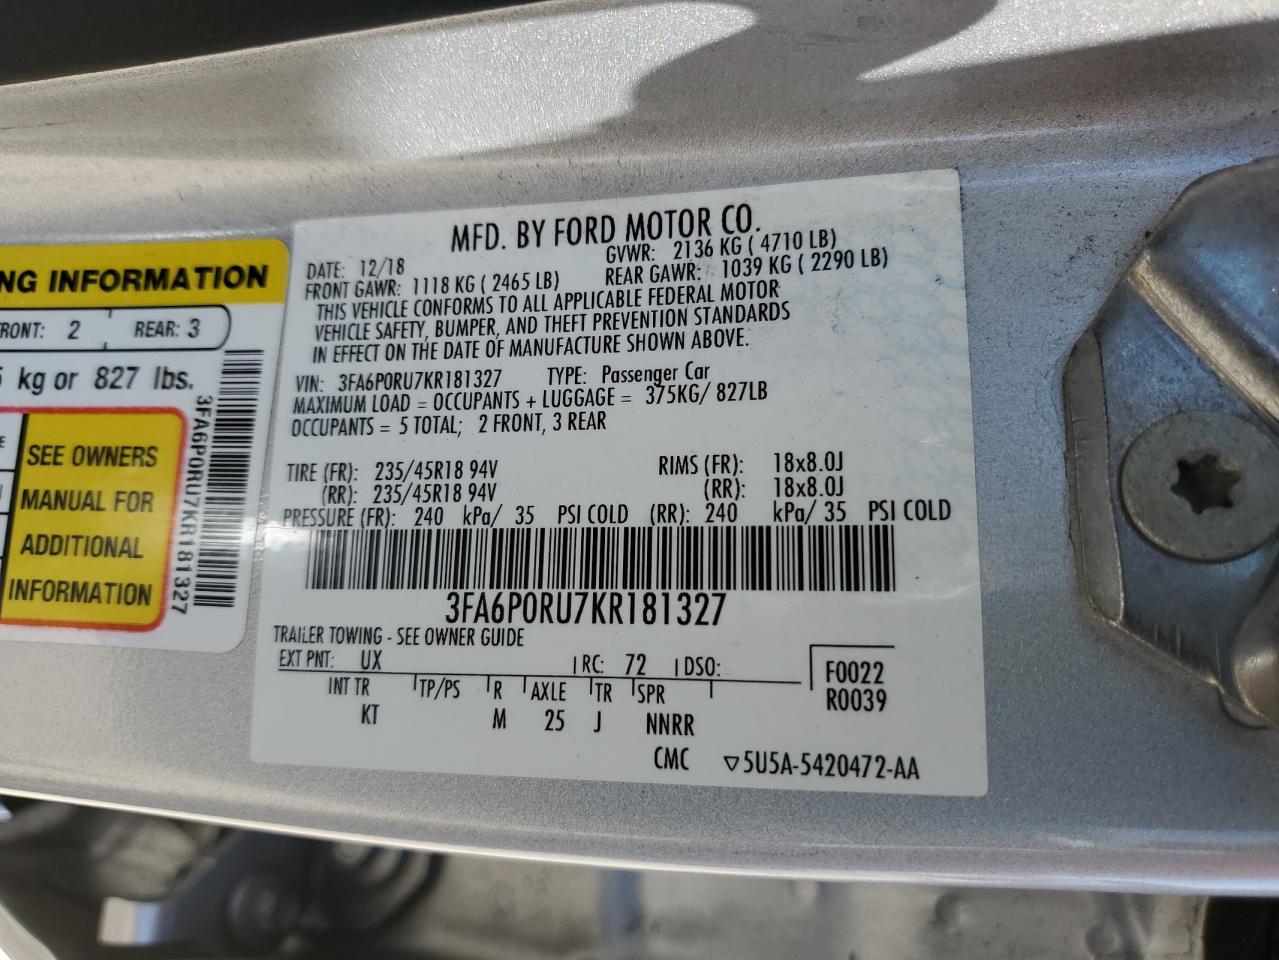 NG INFORMATION
FRONT: 2 REAR: 3
kg or 827 lbs.
SEE OWNERS
MANUAL FOR
ADDITIONAL
INFORMATION
3FA6P0RU7KR181327
MFD. BY FORD MOTOR CO.
DATE: 12/18 GVWR: 2136 KG ( 4710 LB)
FRONT GAWR: 1118 KG ( 2465 LB) REAR GAWR: 1039 KG ( 2290 LB)
THIS VEHICLE CONFORMS TO ALL APPLICABLE FEDERAL MOTOR
VEHICLE SAFETY, BUMPER, AND THEFT PREVENTION STANDARDS
IN EFFECT ON THE DATE OF MANUFACTURE SHOWN ABOVE.
VIN: 3FA6P0RU7KR181327 TYPE: Passenger Car
MAXIMUM LOAD = OCCUPANTS + LUGGAGE = 375KG/ 827LB
OCCUPANTS = 5 TOTAL; 2 FRONT, 3 REAR
TIRE (FR): 235/45R18 94V RIMS (FR): 18x8.0J
(RR): 235/45R18 94V (RR): 18x8.0J
PRESSURE (FR): 240 kPa/ 35 PSI COLD (RR): 240 kPa/ 35 PSI COLD
3FA6P0RU7KR181327
TRAILER TOWING - SEE OWNER GUIDE
EXT PNT: UX RC: 72 DSO: F0022
INT TR TP/PS R AXLE TR SPR R0039
KT M 25 J NNRR
CMC ▽5U5A-5420472-AA